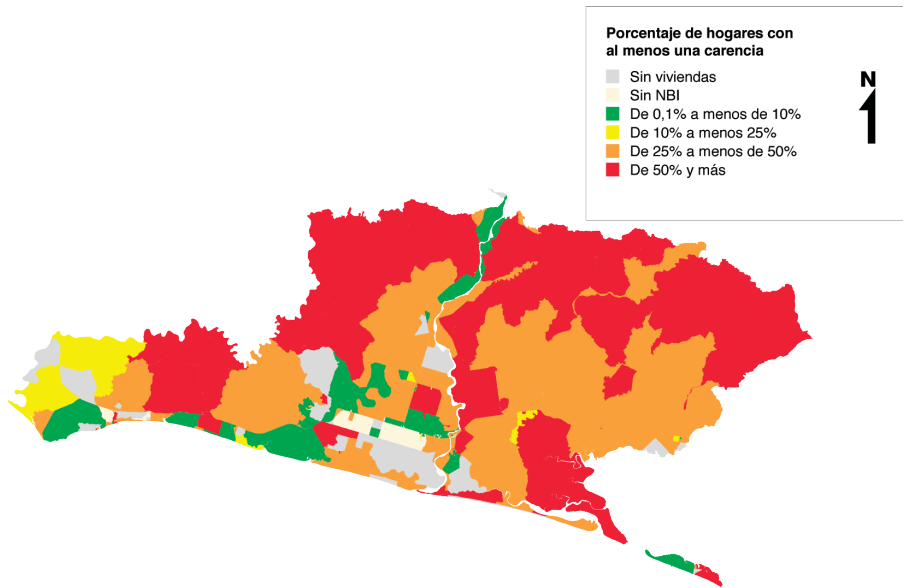 Porcentaje de hogares con
al menos una carencia
Sin viviendas
Sin NBI
De 0,1% a menos de 10%
De 10% a menos 25%
De 25% a menos de 50%
De 50% y más
N